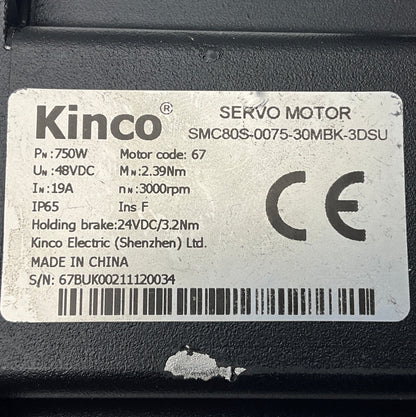 Kinco® SERVO MOTOR
SMC80S-0075-30MBK-3DSU
PN:750W Motor code: 67
UN:48VDC MN:2.39Nm
IN:19A nN:3000rpm
IP65 Ins F
Holding brake:24VDC/3.2Nm
Kinco Electric (Shenzhen) Ltd.
MADE IN CHINA
S/N: 67BUK00211120034
CE